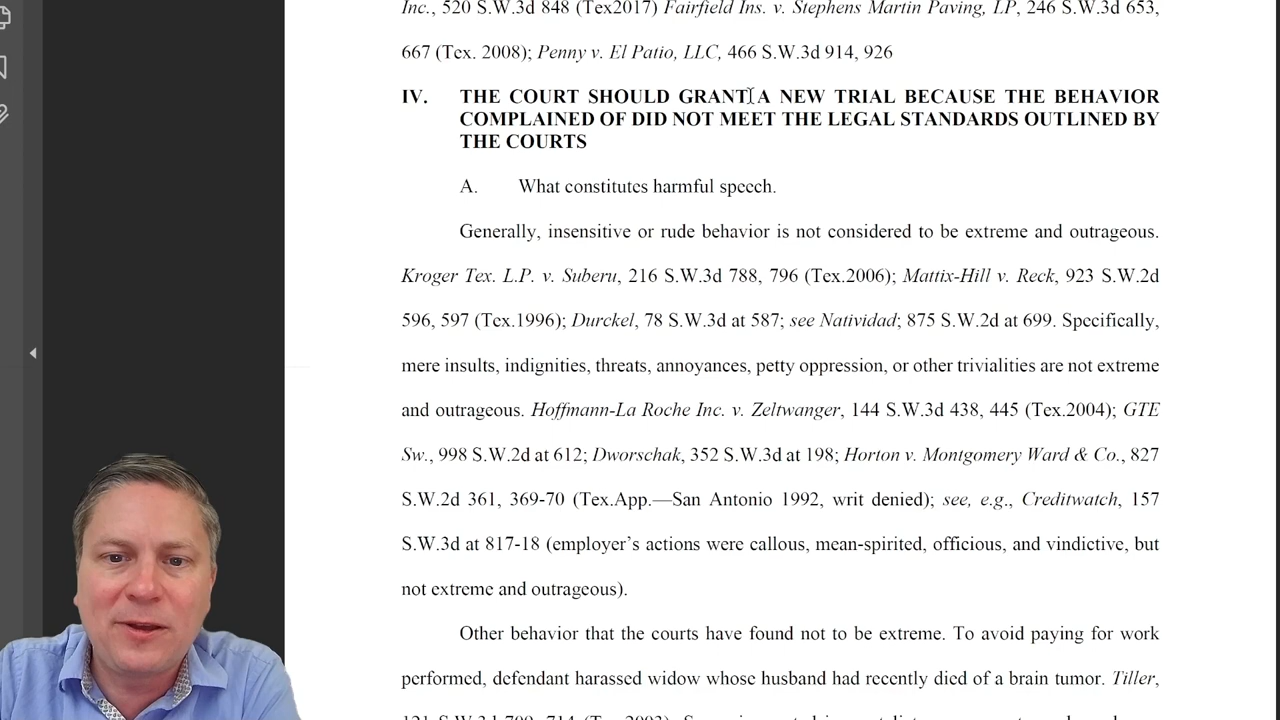 Inc., 520 S.W.3d 848 (Tex2017) Fairfield Ins. v. Stephens Martin Paving, LP, 246 S.W.3d 653,
667 (Tex. 2008); Penny v. El Patio, LLC, 466 S.W.3d 914, 926
IV. THE COURT SHOULD GRANT A NEW TRIAL BECAUSE THE BEHAVIOR
COMPLAINED OF DID NOT MEET THE LEGAL STANDARDS OUTLINED BY
THE COURTS
A. What constitutes harmful speech.
Generally, insensitive or rude behavior is not considered to be extreme and outrageous.
Kroger Tex. L.P. v. Suberu, 216 S.W.3d 788, 796 (Tex.2006); Mattix-Hill v. Reck, 923 S.W.2d
596, 597 (Tex.1996); Durckel, 78 S.W.3d at 587; see Natividad; 875 S.W.2d at 699. Specifically,
mere insults, indignities, threats, annoyances, petty oppression, or other trivialities are not extreme
and outrageous. Hoffmann-La Roche Inc. v. Zeltwanger, 144 S.W.3d 438, 445 (Tex.2004); GTE
Sw., 998 S.W.2d at 612; Dworschak, 352 S.W.3d at 198; Horton v. Montgomery Ward & Co., 827
S.W.2d 361, 369-70 (Tex.App.—San Antonio 1992, writ denied); see, e.g., Creditwatch, 157
S.W.3d at 817-18 (employer's actions were callous, mean-spirited, officious, and vindictive, but
not extreme and outrageous).
Other behavior that the courts have found not to be extreme. To avoid paying for work
performed, defendant harassed widow whose husband had recently died of a brain tumor. Tiller,